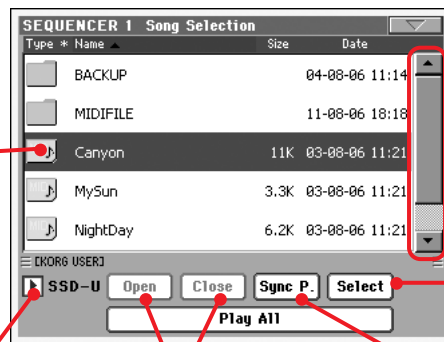 SEQUENCER 1 Song Selection
Type * Name Size Date
BACKUP 04-08-06 11:14
MIDIFILE 11-08-06 18:18
Canyon 11K 03-08-06 11:21
MySun 3.3K 03-08-06 11:21
NightDay 6.2K 03-08-06 11:21
[KORG USER]
SSD-U Open Close Sync P. Select
Play All